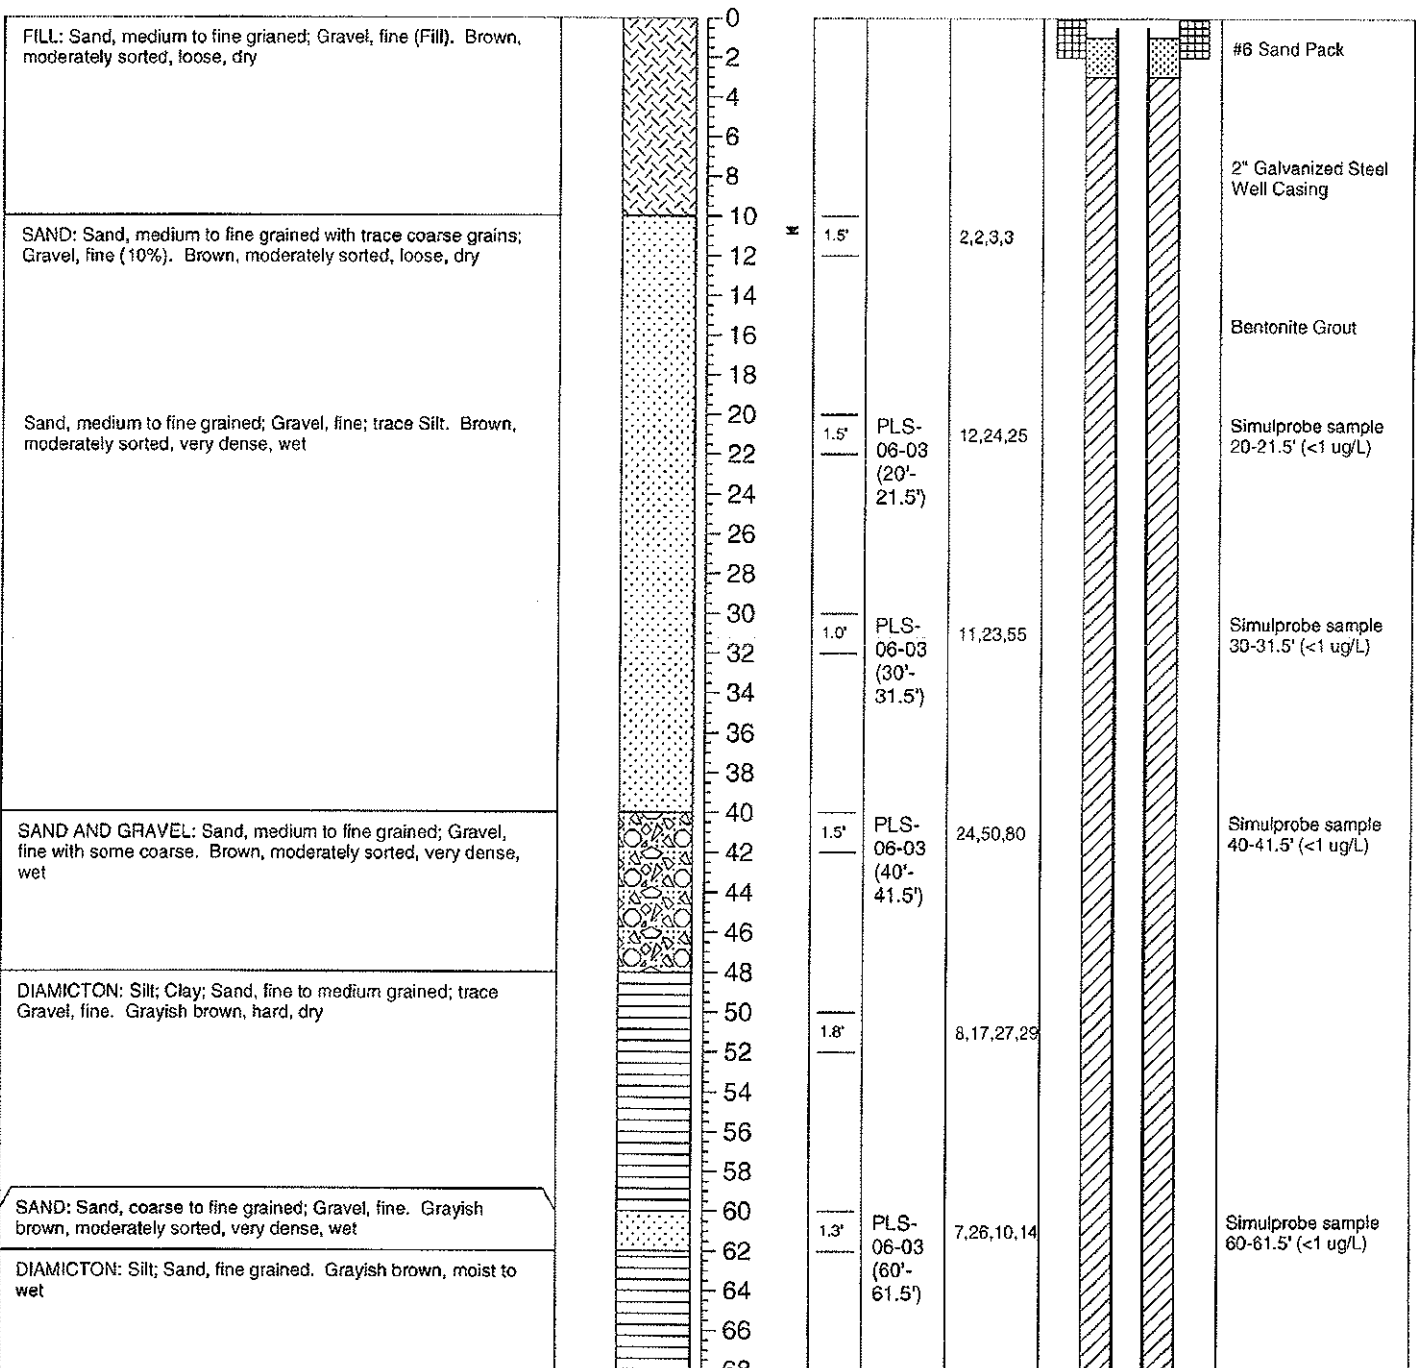 FILL: Sand, medium to fine grianed; Gravel, fine (Fill). Brown,
moderately sorted, loose, dry
SAND: Sand, medium to fine grained with trace coarse grains;
Gravel, fine (10%). Brown, moderately sorted, loose, dry
Sand, medium to fine grained; Gravel, fine; trace Silt. Brown,
moderately sorted, very dense, wet
SAND AND GRAVEL: Sand, medium to fine grained; Gravel,
fine with some coarse. Brown, moderately sorted, very dense,
wet
DIAMICTON: Silt; Clay; Sand, fine to medium grained; trace
Gravel, fine. Grayish brown, hard, dry
SAND: Sand, coarse to fine grained; Gravel, fine. Grayish
brown, moderately sorted, very dense, wet
DIAMICTON: Silt; Sand, fine grained. Grayish brown, moist to
wet
0
2
4
6
8
10
12
14
16
18
20
22
24
26
28
30
32
34
36
38
40
42
44
46
48
50
52
54
56
58
60
62
64
66
68
1.5'
1.5'
1.0'
1.5'
1.8'
1.3'
PLS-
06-03
(20'-
21.5')
PLS-
06-03
(30'-
31.5')
PLS-
06-03
(40'-
41.5')
PLS-
06-03
(60'-
61.5')
2,2,3,3
12,24,25
11,23,55
24,50,80
8,17,27,29
7,26,10,14
#6 Sand Pack
2" Galvanized Steel
Well Casing
Bentonite Grout
Simulprobe sample
20-21.5' (<1 ug/L)
Simulprobe sample
30-31.5' (<1 ug/L)
Simulprobe sample
40-41.5' (<1 ug/L)
Simulprobe sample
60-61.5' (<1 ug/L)